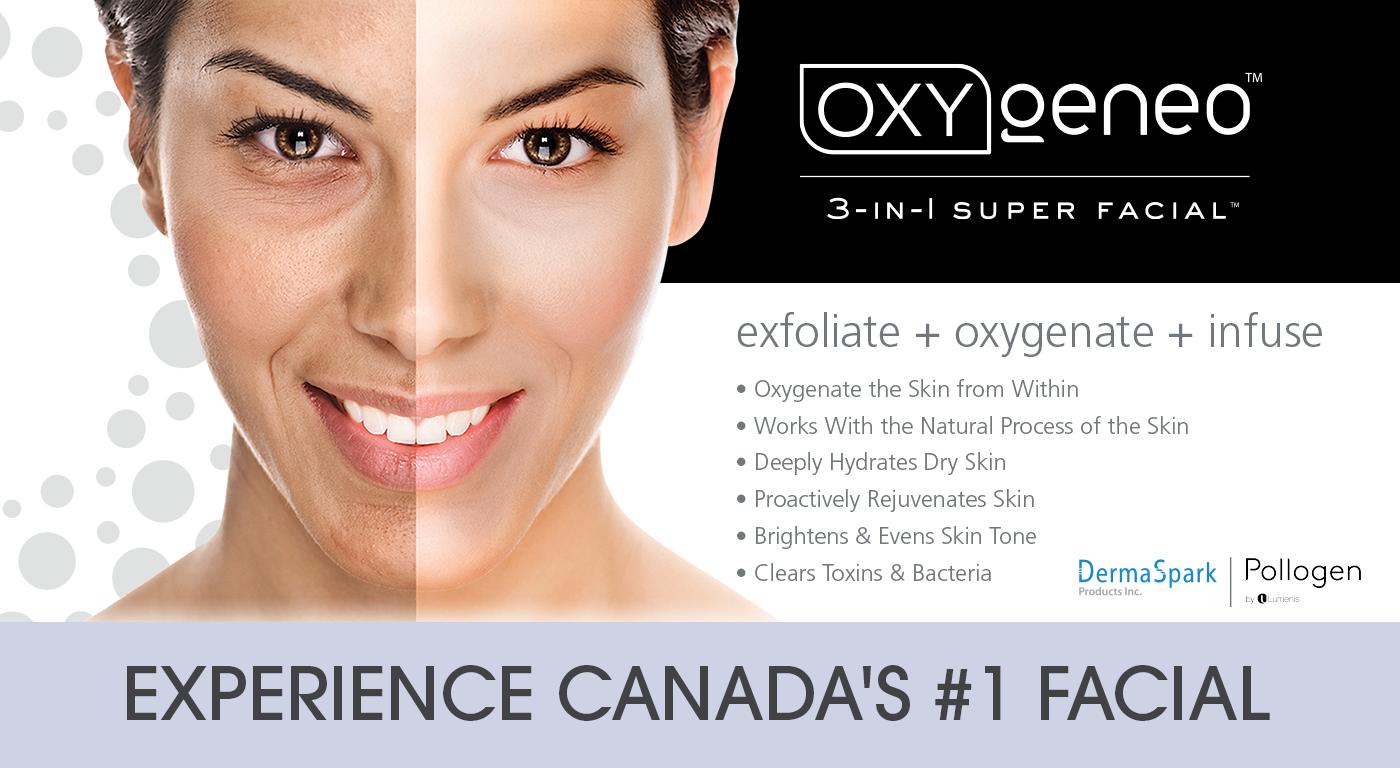 OXYgeneo™
3-IN-1 SUPER FACIAL™
exfoliate + oxygenate + infuse
• Oxygenate the Skin from Within
• Works With the Natural Process of the Skin
• Deeply Hydrates Dry Skin
• Proactively Rejuvenates Skin
• Brightens & Evens Skin Tone
• Clears Toxins & Bacteria
DermaSpark
Products Inc.
Pollogen
by Lumenis
EXPERIENCE CANADA'S #1 FACIAL